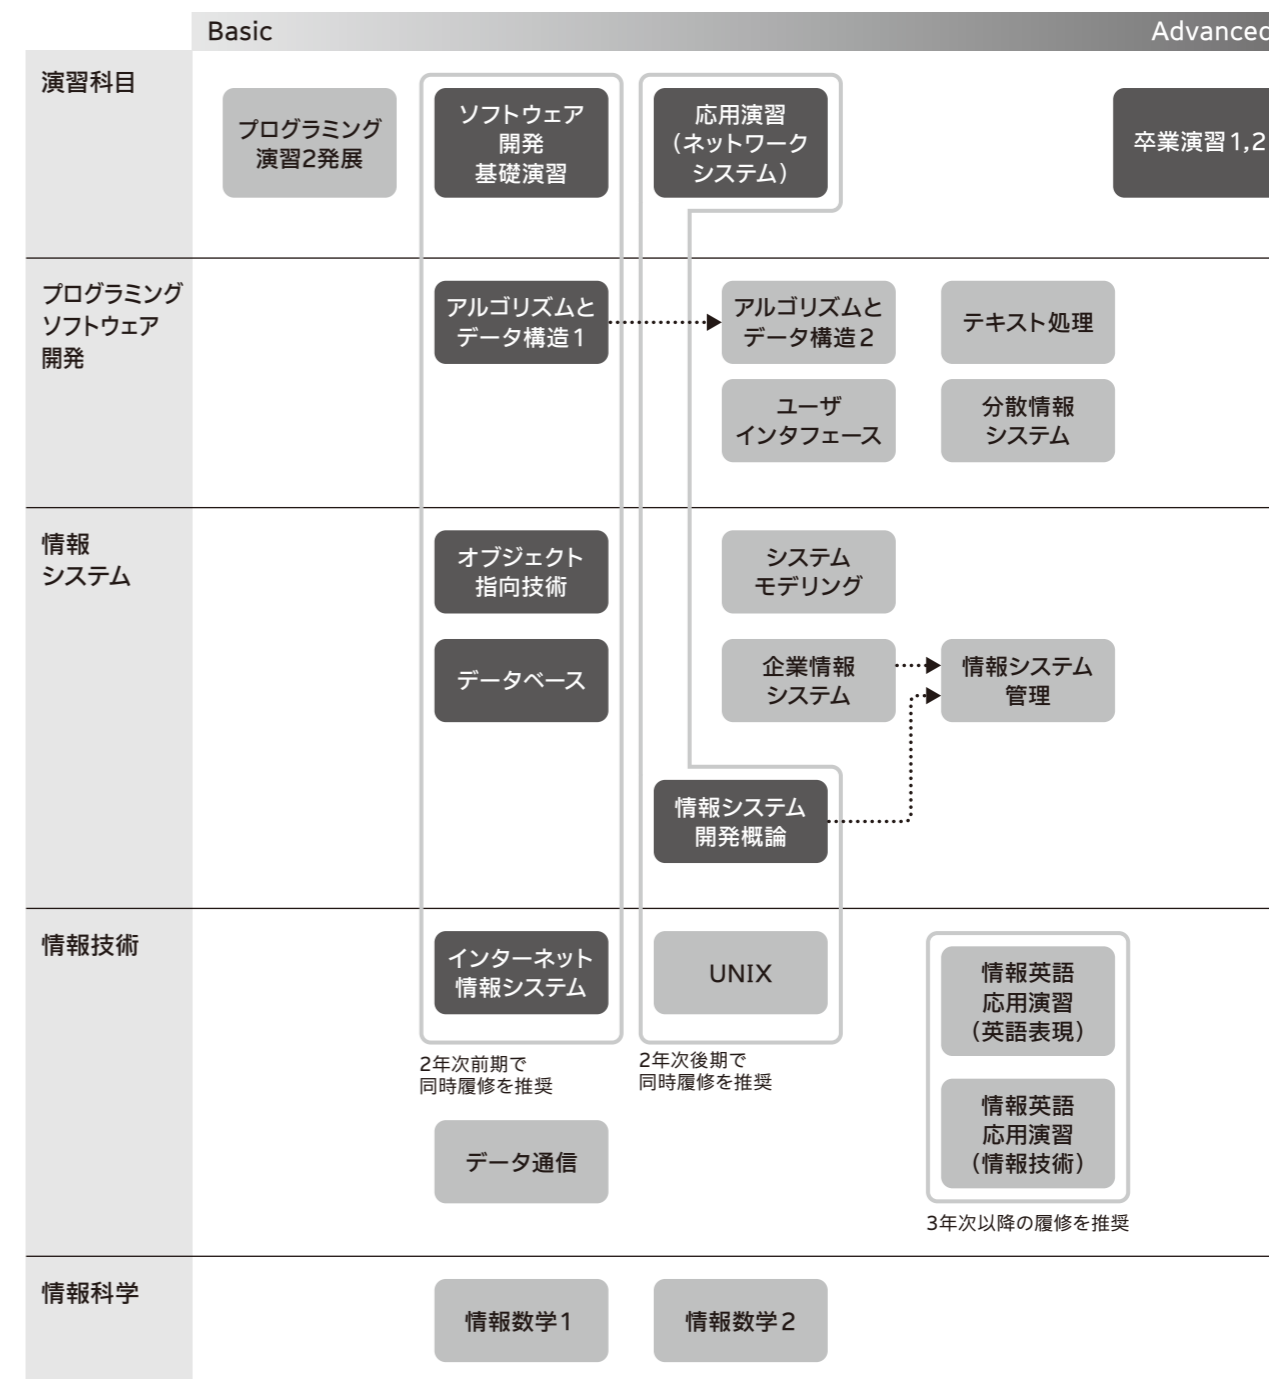 Basic
Advanced
演習科目
プログラミング
演習2発展
ソフトウェア
開発
基礎演習
応用演習
（ネットワーク
システム）
卒業演習1,2
プログラミング
ソフトウェア
開発
アルゴリズムと
データ構造1
アルゴリズムと
データ構造2
テキスト処理
ユーザ
インタフェース
分散情報
システム
情報
システム
オブジェクト
指向技術
システム
モデリング
データベース
企業情報
システム
情報システム
管理
情報システム
開発概論
情報技術
インターネット
情報システム
UNIX
情報英語
応用演習
（英語表現）
2年次前期で
同時履修を推奨
2年次後期で
同時履修を推奨
データ通信
情報英語
応用演習
（情報技術）
3年次以降の履修を推奨
情報科学
情報数学1
情報数学2